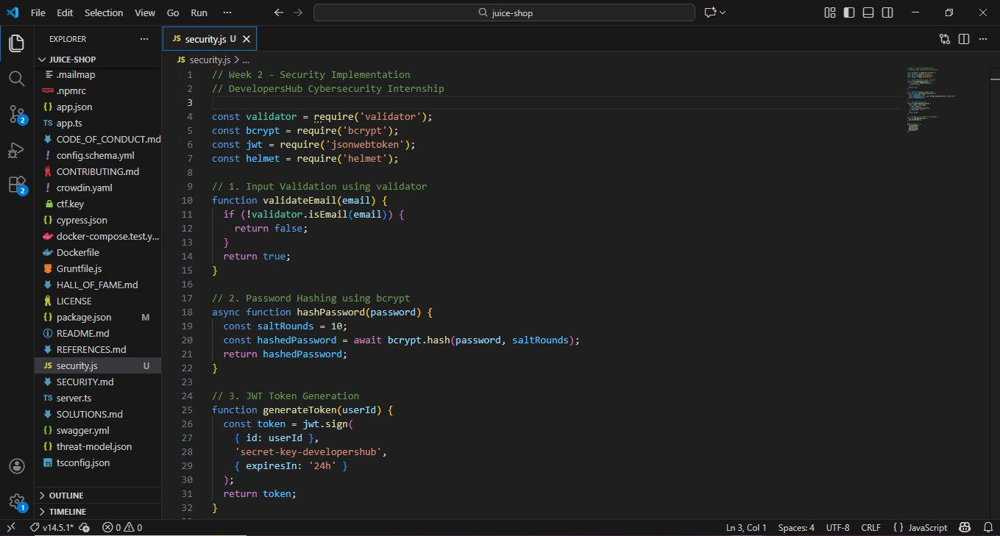 File Edit Selection View Go Run ···
juice-shop
EXPLORER ···
JUICE-SHOP
.mailmap
.npmrc
{} app.json
TS app.ts
CODE_OF_CONDUCT.md
! config.schema.yml
CONTRIBUTING.md
! crowdin.yaml
ctf.key
{} cypress.json
docker-compose.test.y...
Dockerfile
Gruntfile.js
HALL_OF_FAME.md
LICENSE
{} package.json M
README.md
REFERENCES.md
JS security.js U
SECURITY.md
TS server.ts
SOLUTIONS.md
{} swagger.yml
{} threat-model.json
TS tsconfig.json
OUTLINE
TIMELINE
2
2
1
JS security.js U
JS security.js > ...
1 // Week 2 - Security Implementation
2 // DevelopersHub Cybersecurity Internship
3
4 const validator = require('validator');
5 const bcrypt = require('bcrypt');
6 const jwt = require('jsonwebtoken');
7 const helmet = require('helmet');
8
9 // 1. Input Validation using validator
10 function validateEmail(email) {
11 if (!validator.isEmail(email)) {
12 return false;
13 }
14 return true;
15 }
16
17 // 2. Password Hashing using bcrypt
18 async function hashPassword(password) {
19 const saltRounds = 10;
20 const hashedPassword = await bcrypt.hash(password, saltRounds);
21 return hashedPassword;
22 }
23
24 // 3. JWT Token Generation
25 function generateToken(userId) {
26 const token = jwt.sign(
27 { id: userId },
28 'secret-key-developershub',
29 { expiresIn: '24h' }
30 );
31 return token;
32 }
v14.5.1* 0 0 Ln 3, Col 1 Spaces: 4 UTF-8 CRLF {} JavaScript